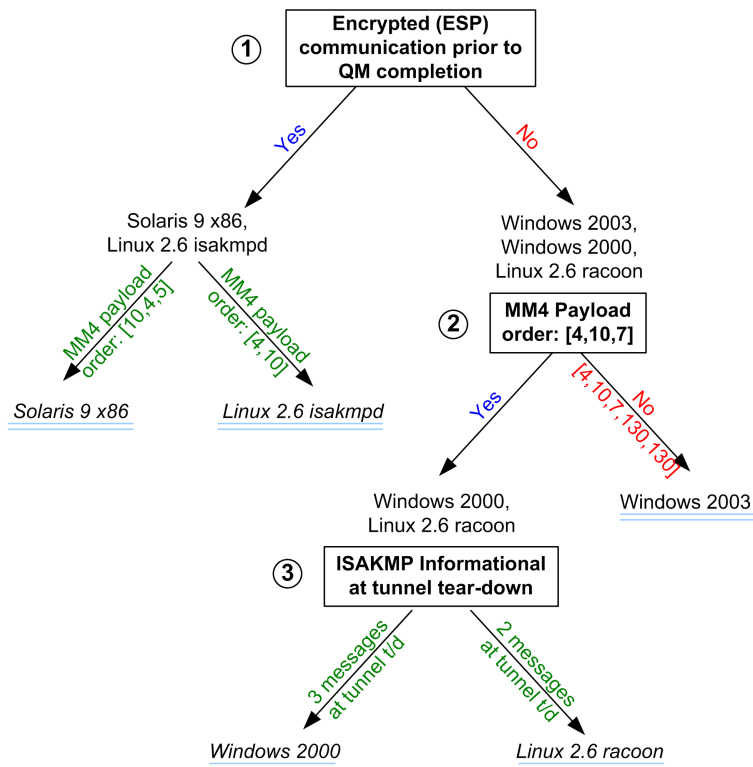 1
Encrypted (ESP)
communication prior to
QM completion
Yes
No
Solaris 9 x86,
Linux 2.6 isakmpd
Windows 2003,
Windows 2000,
Linux 2.6 racoon
MM4 payload
order: [10,4,5]
MM4 payload
order: [4,10]
2
MM4 Payload
order: [4,10,7]
Solaris 9 x86
Linux 2.6 isakmpd
Yes
No
[4,10,7,130,130]
Windows 2000,
Linux 2.6 racoon
Windows 2003
3
ISAKMP Informational
at tunnel tear-down
3 messages
at tunnel t/d
2 messages
at tunnel t/d
Windows 2000
Linux 2.6 racoon